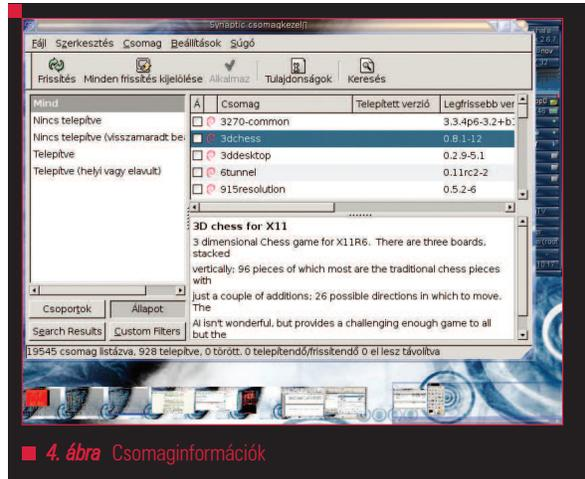 Synaptic csomagkezelő
Fájl Szerkesztés Csomag Beállítások Súgó
Frissítés Minden frissítés kijelölése Alkalmaz Tulajdonságok Keresés
Mind
Nincs telepítve
Nincs telepítve (visszamaradt be
Telepítve
Telepítve (helyi vagy elavult)
Á Csomag Telepített verzió Legfrissebb ver
3270-common 3.3.4p6-3.2+b
3dchess 0.8.1-12
3ddesktop 0.2.9-5.1
6tunnel 0.11rc2-2
915resolution 0.5.2-6
3D chess for X11
3 dimensional Chess game for X11R6. There are three boards,
stacked
vertically; 96 pieces of which most are the traditional chess pieces
with
just a couple of additions; 26 possible directions in which to move.
The
AI isn't wonderful, but provides a challenging enough game to all
but the
Csoportok Állapot
Search Results Custom Filters
19545 csomag listázva, 928 telepítve, 0 törött. 0 telepítendő/frissítendő 0 el lesz távolítva
4. ábra Csomaginformációk